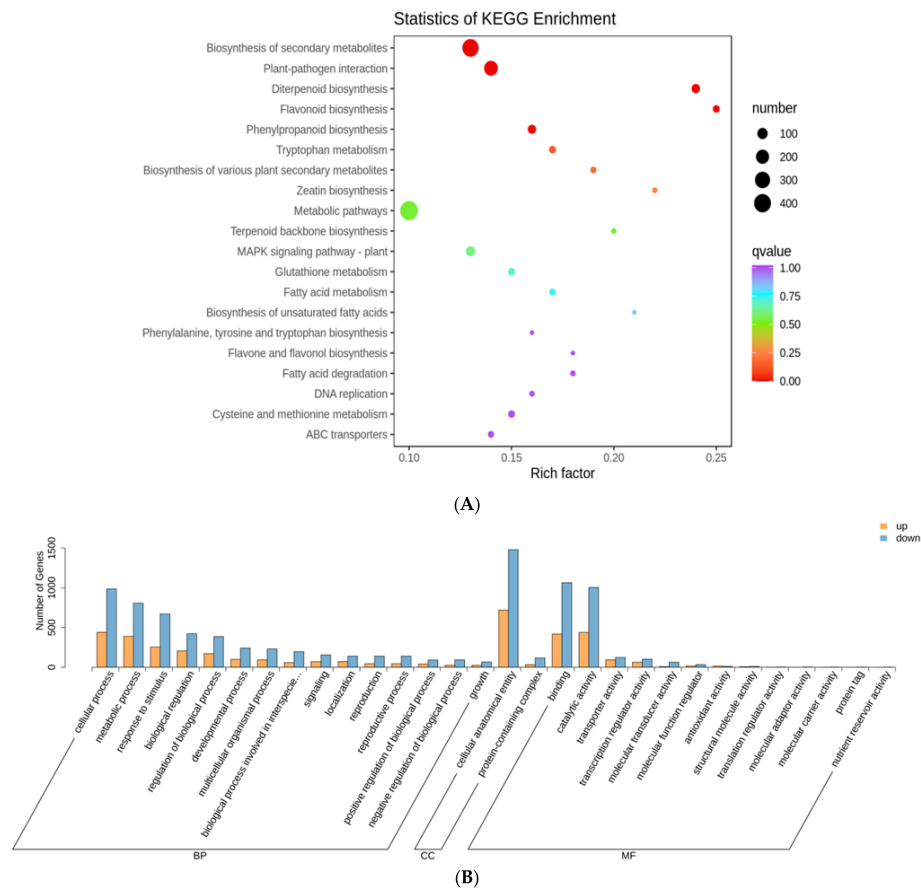 Statistics of KEGG Enrichment
Biosynthesis of secondary metabolites
Plant-pathogen interaction
Diterpenoid biosynthesis
Flavonoid biosynthesis
Phenylpropanoid biosynthesis
Tryptophan metabolism
Biosynthesis of various plant secondary metabolites
Zeatin biosynthesis
Metabolic pathways
Terpenoid backbone biosynthesis
MAPK signaling pathway - plant
Glutathione metabolism
Fatty acid metabolism
Biosynthesis of unsaturated fatty acids
Phenylalanine, tyrosine and tryptophan biosynthesis
Flavone and flavonol biosynthesis
Fatty acid degradation
DNA replication
Cysteine and methionine metabolism
ABC transporters
0.10 0.15 0.20 0.25
Rich factor
number
100
200
300
400
qvalue
1.00
0.75
0.50
0.25
0.00
(A)
up
down
Number of Genes
1500
1000
500
0
cellular process
metabolic process
response to stimulus
biological regulation
regulation of biological process
developmental process
multicellular organismal process
biological process involved in interspecie...
signaling
localization
reproduction
reproductive process
positive regulation of biological process
negative regulation of biological process
growth
cellular anatomical entity
protein-containing complex
binding
catalytic activity
transporter activity
transcription regulator activity
molecular transducer activity
molecular function regulator
antioxidant activity
structural molecule activity
translation regulator activity
molecular adaptor activity
molecular carrier activity
protein tag
nutrient reservoir activity
BP CC MF
(B)